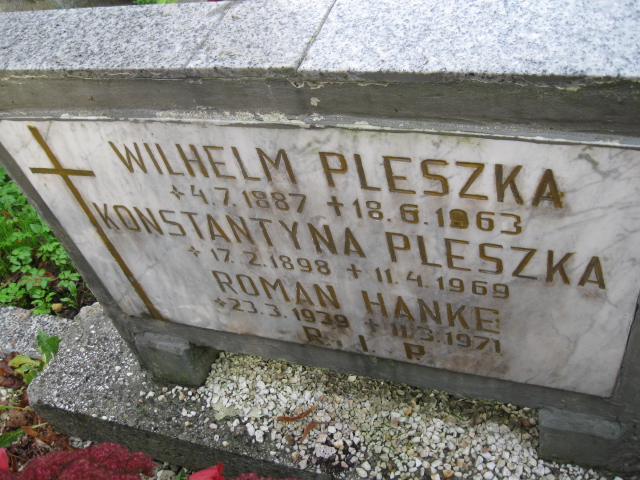 WILHELM PLESZKA
+4.7.1887 +18.6.1963
KONSTANTYNA PLESZKA
+17.2.1898 +11.4.1969
ROMAN HANKE
+23.3.1939 +11.3.1971
R. I. P.